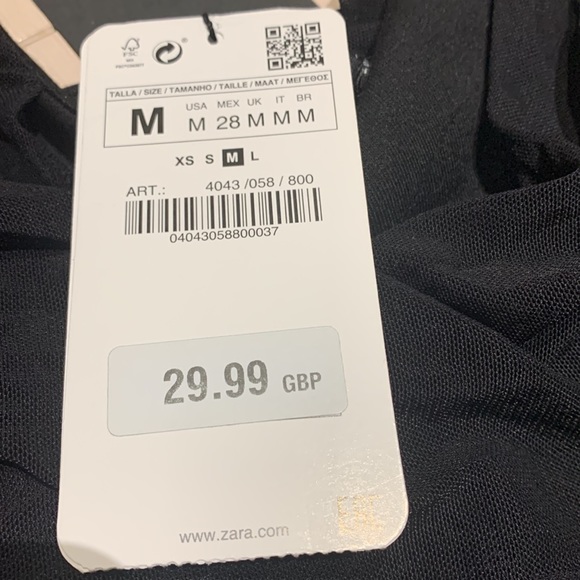 FSC
TALLA / SIZE / TAMANHO / TAILLE / MAAT / ΜΕΓΕΘΟΣ
USA MEX UK IT BR
M M 28 M M M
XS S M L
ART.: 4043 /058 / 800
04043058800037
29.99 GBP
www.zara.com